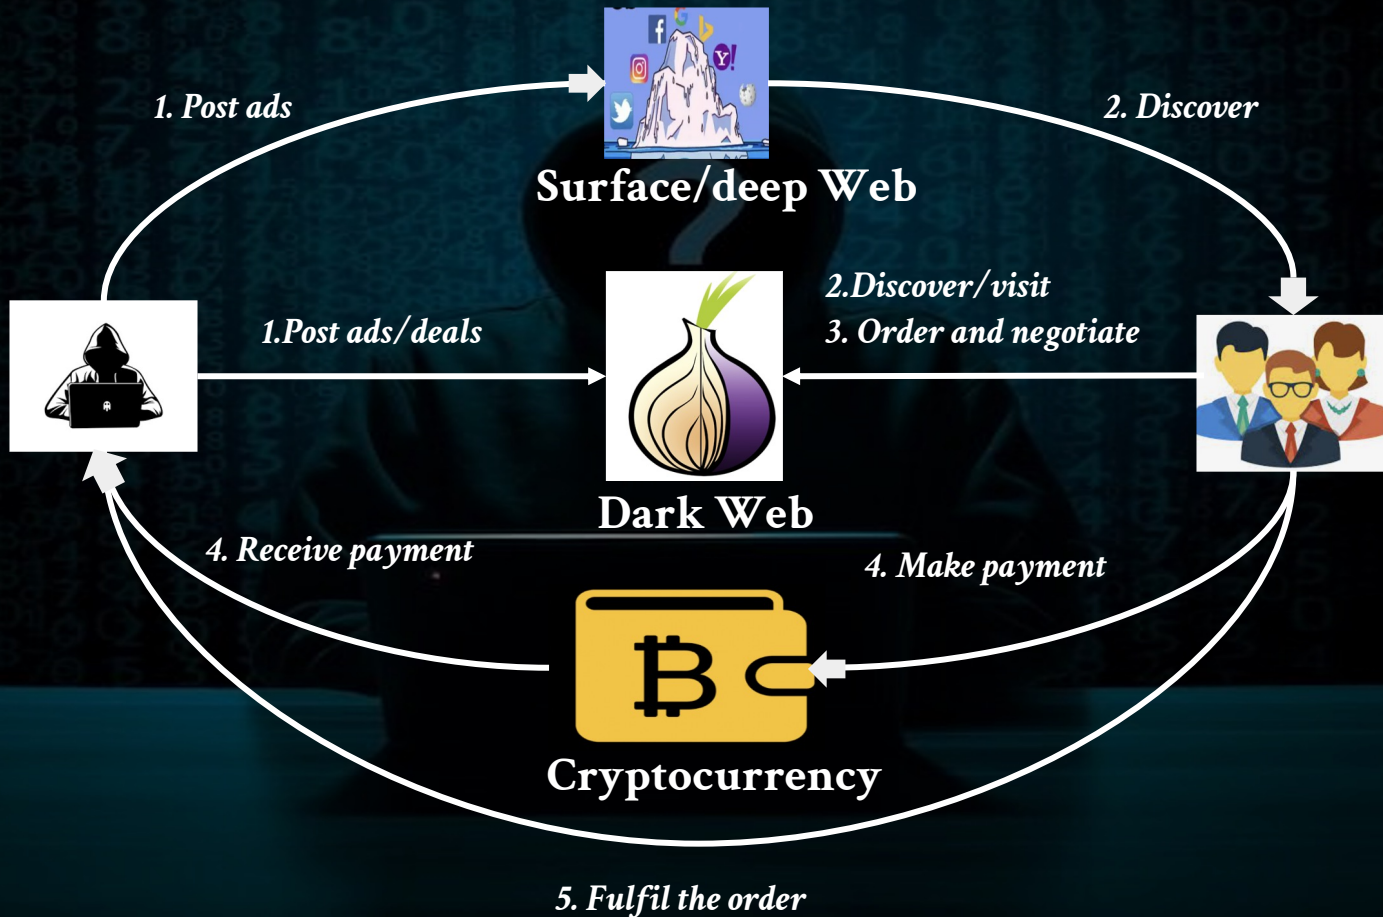 1. Post ads
2. Discover
Surface/deep Web
2.Discover/visit
1.Post ads/deals
3. Order and negotiate
Dark Web
4. Receive payment
4. Make payment
Cryptocurrency
5. Fulfil the order